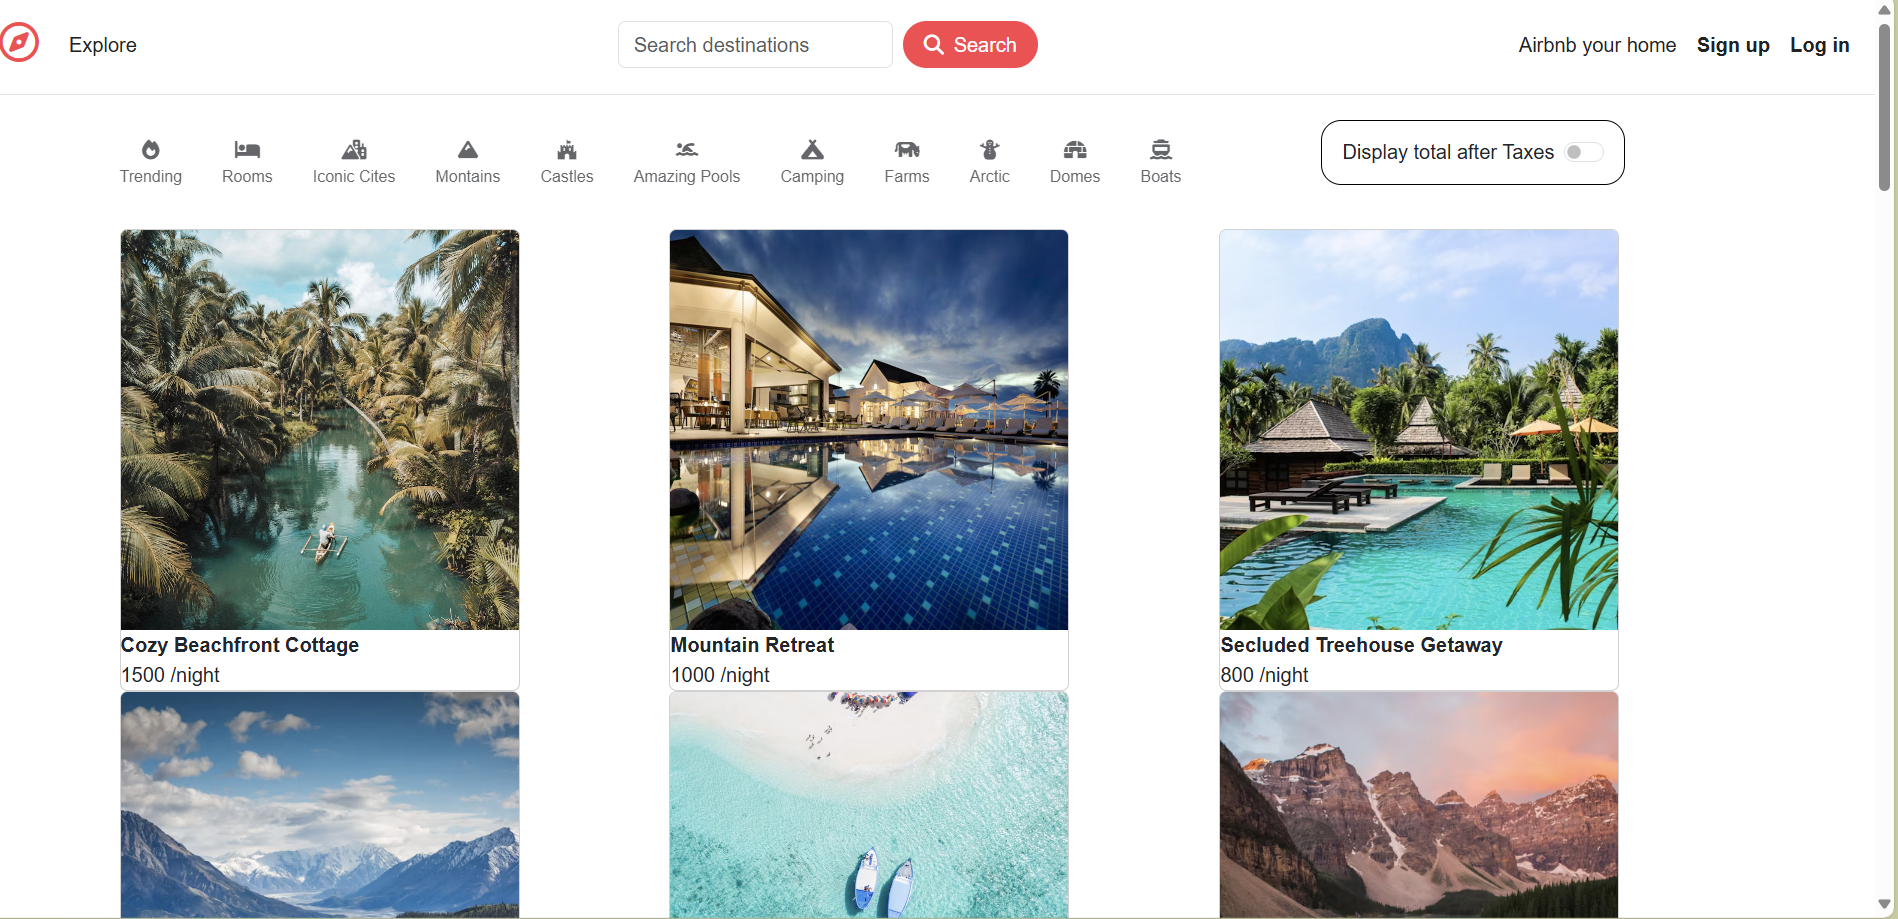 Explore
Search destinations
Search
Airbnb your home
Sign up
Log in
Trending
Rooms
Iconic Cites
Montains
Castles
Amazing Pools
Camping
Farms
Arctic
Domes
Boats
Display total after Taxes
Cozy Beachfront Cottage
1500 /night
Mountain Retreat
1000 /night
Secluded Treehouse Getaway
800 /night